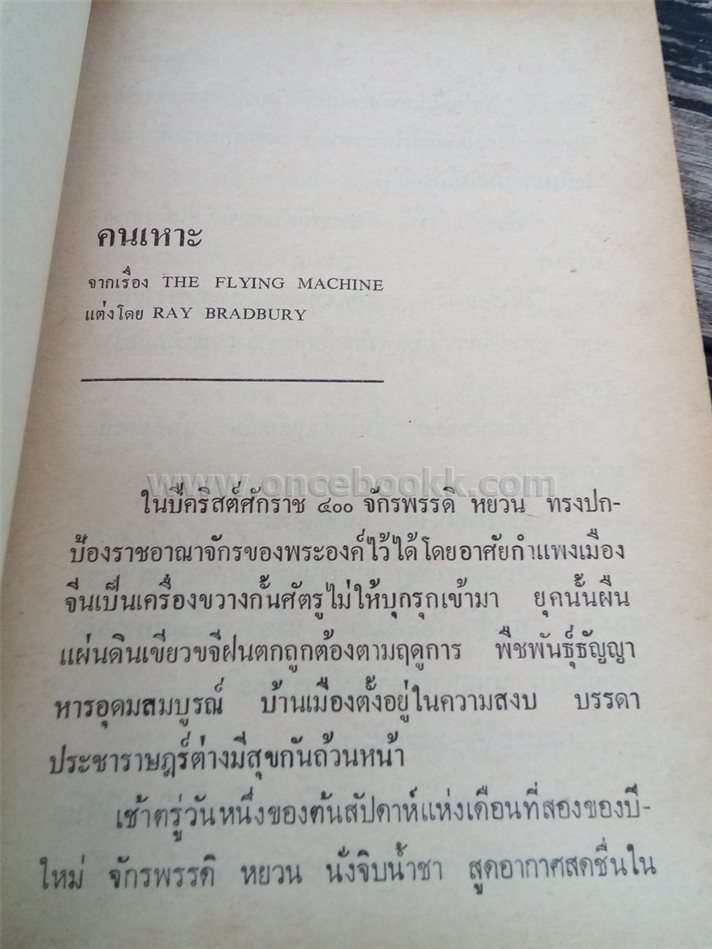 คนเหาะ
จากเรื่อง THE FLYING MACHINE
แต่งโดย RAY BRADBURY
www.oncebookk.com
ในปีคริสต์ศักราช ๔๐๐ จักรพรรดิ หยวน ทรงปก-
ป้องราชอาณาจักรของพระองค์ไว้ได้โดยอาศัยกำแพงเมือง
จีนเป็นเครื่องขวางกั้นศัตรูไม่ให้บุกรุกเข้ามา ยุคนั้นผืน
แผ่นดินเขียวขจีฝนตกถูกต้องตามฤดูการ พืชพันธุ์ธัญญา
หารอุดมสมบูรณ์ บ้านเมืองตั้งอยู่ในความสงบ บรรดา
ประชาราษฎร์ต่างมีสุขกันถ้วนหน้า
เช้าตรู่วันหนึ่งของต้นสัปดาห์แห่งเดือนที่สองของปี-
ใหม่ จักรพรรดิ หยวน นั่งจิบน้ำชา สูดอากาศสดชื่นใน